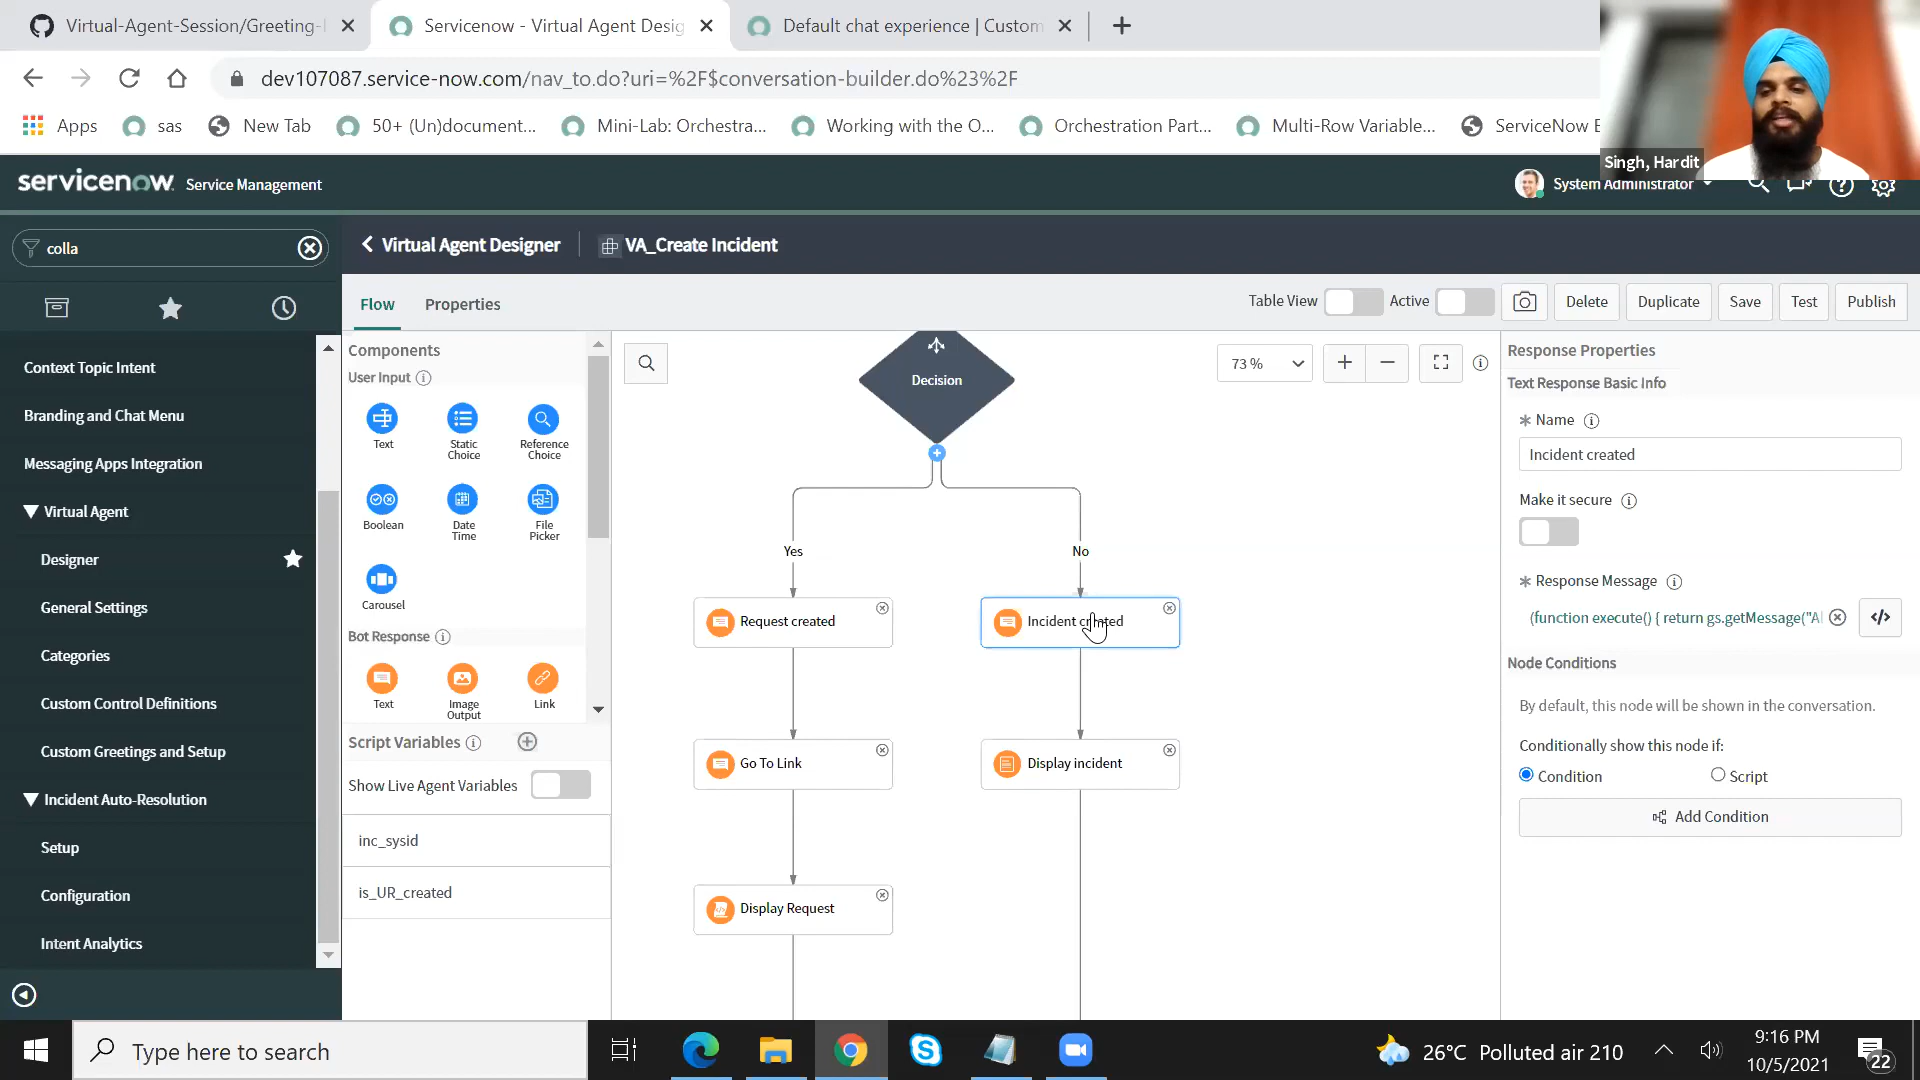 Virtual-Agent-Session/Greeting-
Servicenow - Virtual Agent Desig
Default chat experience | Custom
dev107087.service-now.com/nav_to.do?uri=%2F$conversation-builder.do%23%2F
Apps
sas
New Tab
50+ (Un)document...
Mini-Lab: Orchestra...
Working with the O...
Orchestration Part...
Multi-Row Variable...
ServiceNow
Singh, Hardit
servicenow Service Management
System Administrator
colla
Virtual Agent Designer
VA_Create Incident
Flow
Properties
Table View
Active
Delete
Duplicate
Save
Test
Publish
Context Topic Intent
Branding and Chat Menu
Messaging Apps Integration
Virtual Agent
Designer
General Settings
Categories
Custom Control Definitions
Custom Greetings and Setup
Incident Auto-Resolution
Setup
Configuration
Intent Analytics
Components
User Input
Text
Static
Choice
Reference
Choice
Boolean
Date
Time
File
Picker
Carousel
Bot Response
Text
Image
Output
Link
Script Variables
Show Live Agent Variables
inc_sysid
is_UR_created
73 %
Decision
Yes
No
Request created
Incident created
Go To Link
Display incident
Display Request
Response Properties
Text Response Basic Info
Name
Incident created
Make it secure
Response Message
(function execute() { return gs.getMessage("Al
Node Conditions
By default, this node will be shown in the conversation.
Conditionally show this node if:
Condition
Script
Add Condition
Type here to search
26°C Polluted air 210
9:16 PM
10/5/2021
22